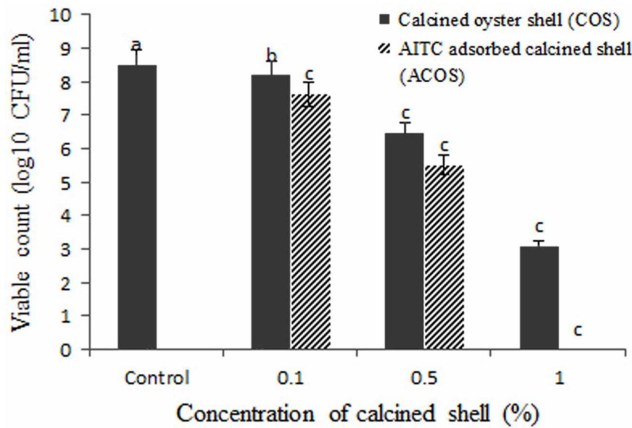 Calcined oyster shell (COS)
AITC adsorbed calcined shell
(ACOS)
Viable count (log10 CFU/ml)
10
9
8
7
6
5
4
3
2
1
0
a
b
c
c
c
c
c
Control
0.1
0.5
1
Concentration of calcined shell (%)